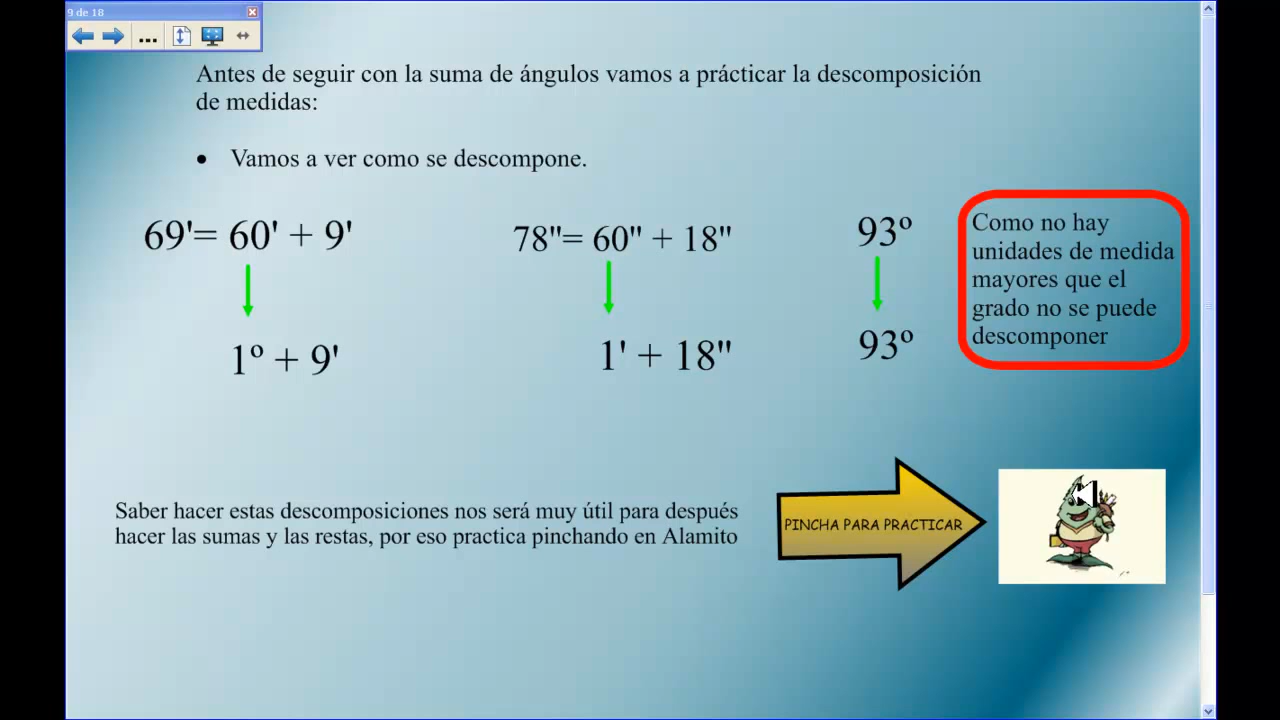 9 de 18
Antes de seguir con la suma de ángulos vamos a prácticar la descomposición
de medidas:
• Vamos a ver como se descompone.
69'= 60' + 9'
1º + 9'
78"= 60" + 18"
1' + 18"
93º
93º
Como no hay
unidades de medida
mayores que el
grado no se puede
descomponer
Saber hacer estas descomposiciones nos será muy útil para después
hacer las sumas y las restas, por eso practica pinchando en Alamito
PINCHA PARA PRACTICAR